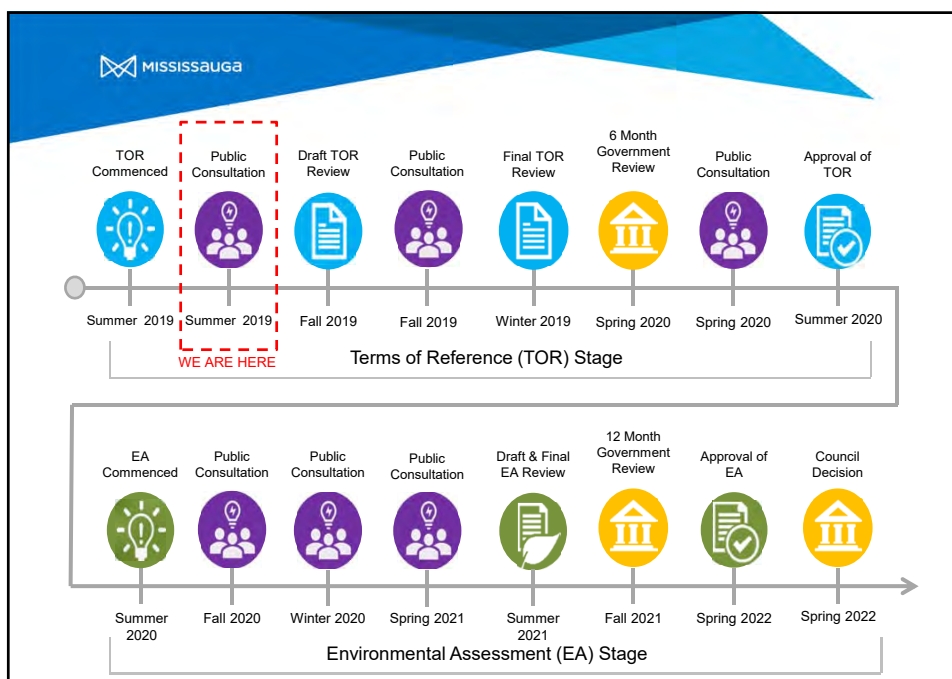 MISSISSAUGA
TOR
Commenced
Public
Consultation
Draft TOR
Review
Public
Consultation
Final TOR
Review
6 Month
Government
Review
Public
Consultation
Approval of
TOR
Summer 2019
Summer 2019
Fall 2019
Fall 2019
Winter 2019
Spring 2020
Spring 2020
Summer 2020
WE ARE HERE
Terms of Reference (TOR) Stage
EA
Commenced
Public
Consultation
Public
Consultation
Public
Consultation
Draft & Final
EA Review
12 Month
Government
Review
Approval of
EA
Council
Decision
Summer
2020
Fall 2020
Winter 2020
Spring 2021
Summer
2021
Fall 2021
Spring 2022
Spring 2022
Environmental Assessment (EA) Stage